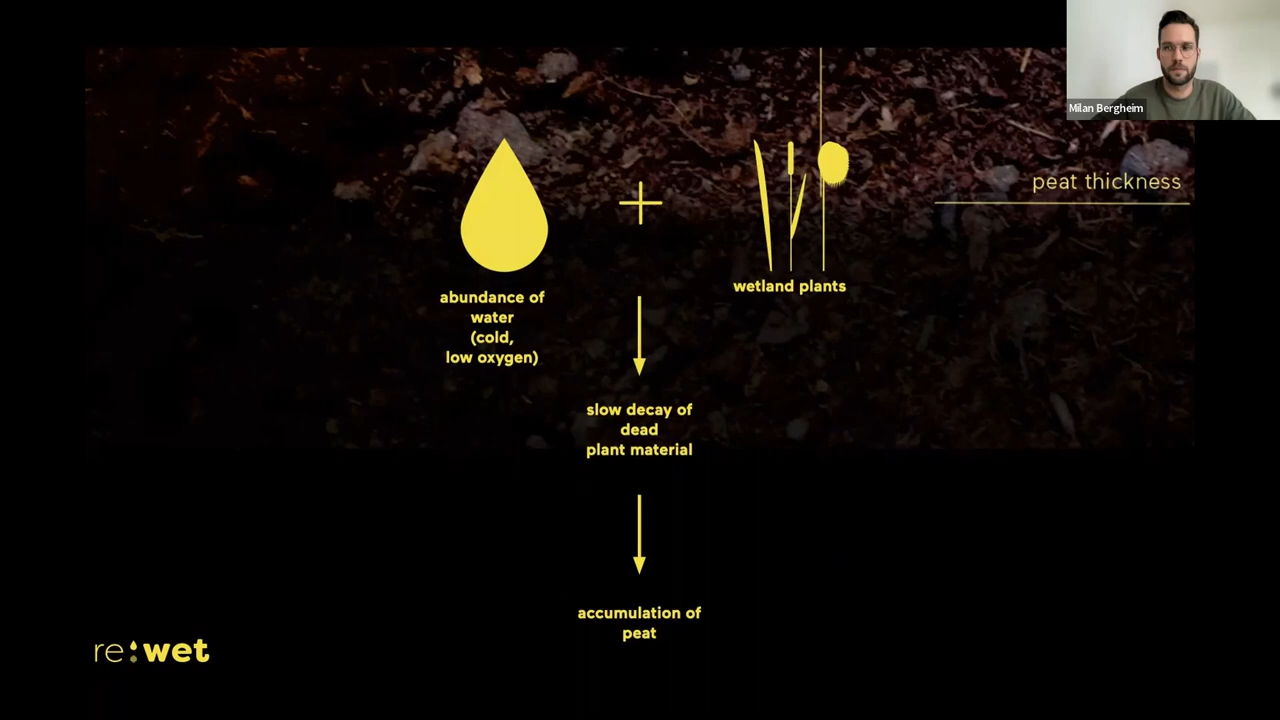 Milan Bergheim
peat thickness
abundance of
water
(cold,
low oxygen)
wetland plants
slow decay of
dead
plant material
accumulation of
peat
re:wet